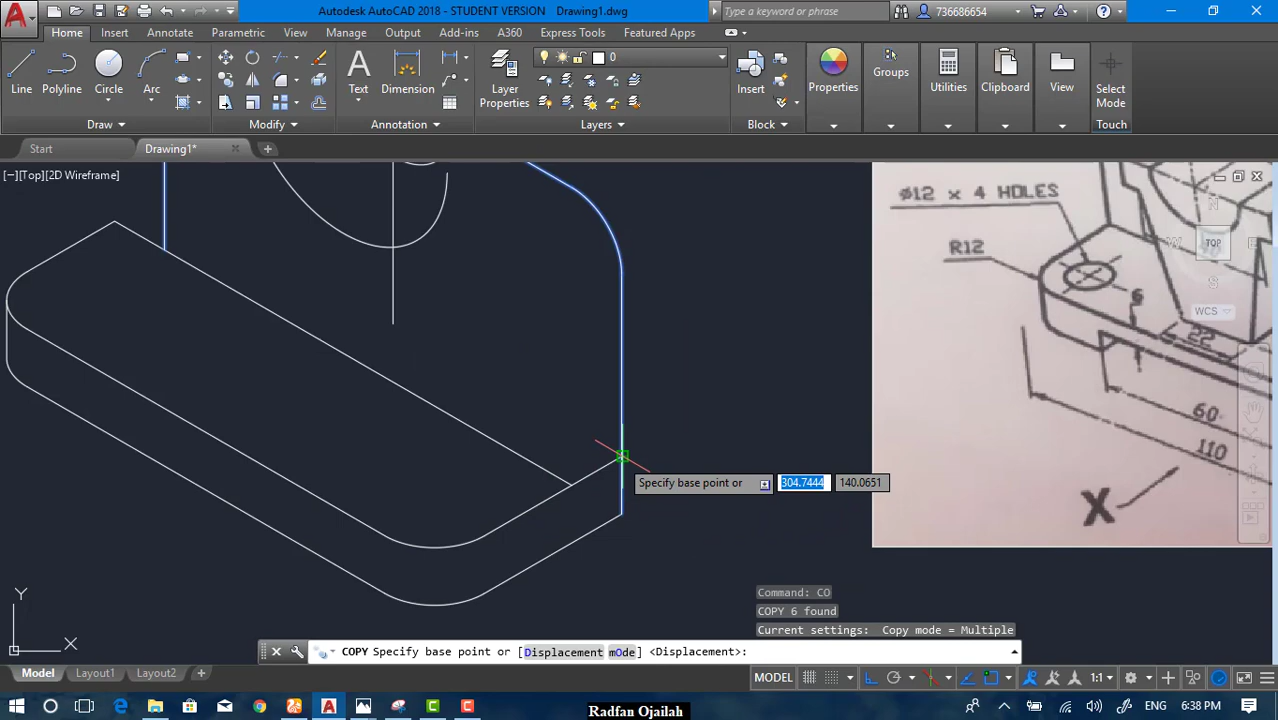 Autodesk AutoCAD 2018 - STUDENT VERSION Drawing1.dwg
Type a keyword or phrase
736686654
Home Insert Annotate Parametric View Manage Output Add-ins A360 Express Tools Featured Apps
Line
Polyline
Circle
Arc
Text
Dimension
Layer
Properties
0
Insert
Properties
Groups
Utilities
Clipboard
View
Select
Mode
Draw
Modify
Annotation
Layers
Block
Touch
Start
Drawing1*
[−][Top][2D Wireframe]
ø12 x 4 HOLES
R12
6
22
60
110
X
N
W
TOP
E
S
WCS
Specify base point or
304.7444
140.0651
Command: CO
COPY 6 found
Current settings: Copy mode = Multiple
COPY Specify base point or [Displacement mOde] <Displacement>:
Y
X
Model
Layout1
Layout2
MODEL
1:1
Radfan Ojailah
6:38 PM